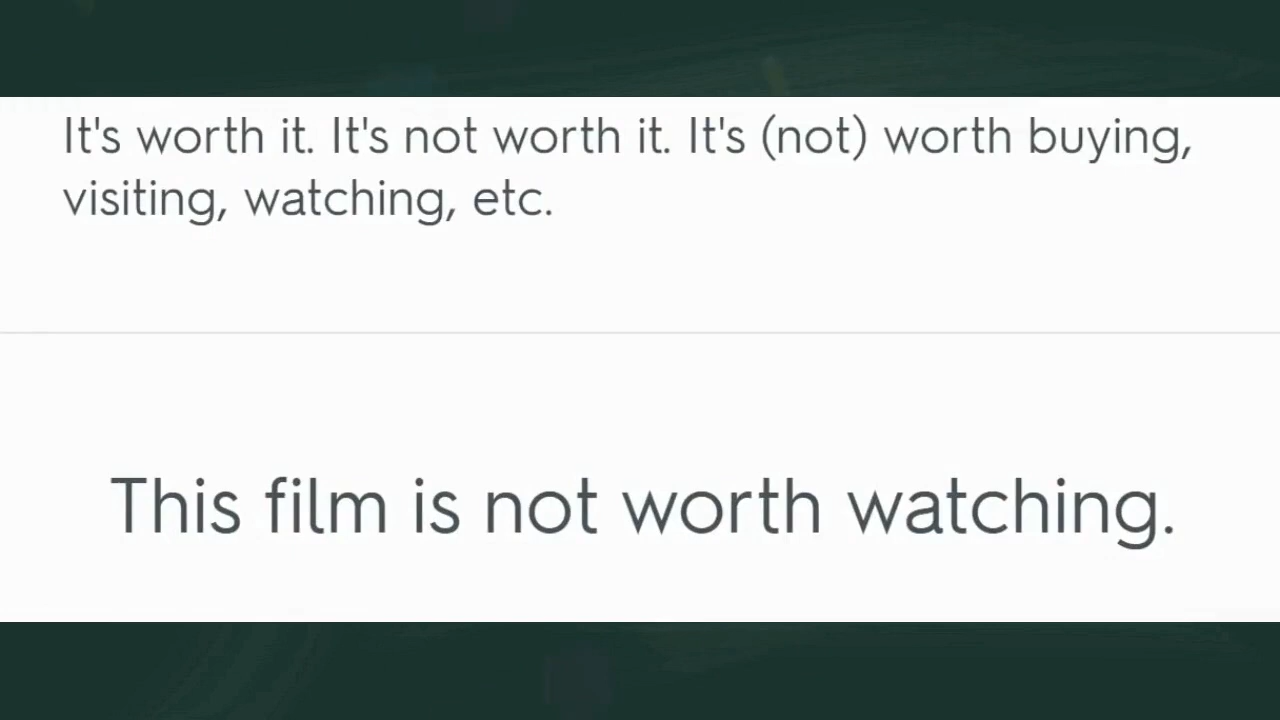 It's worth it. It's not worth it. It's (not) worth buying,
visiting, watching, etc.
This film is not worth watching.